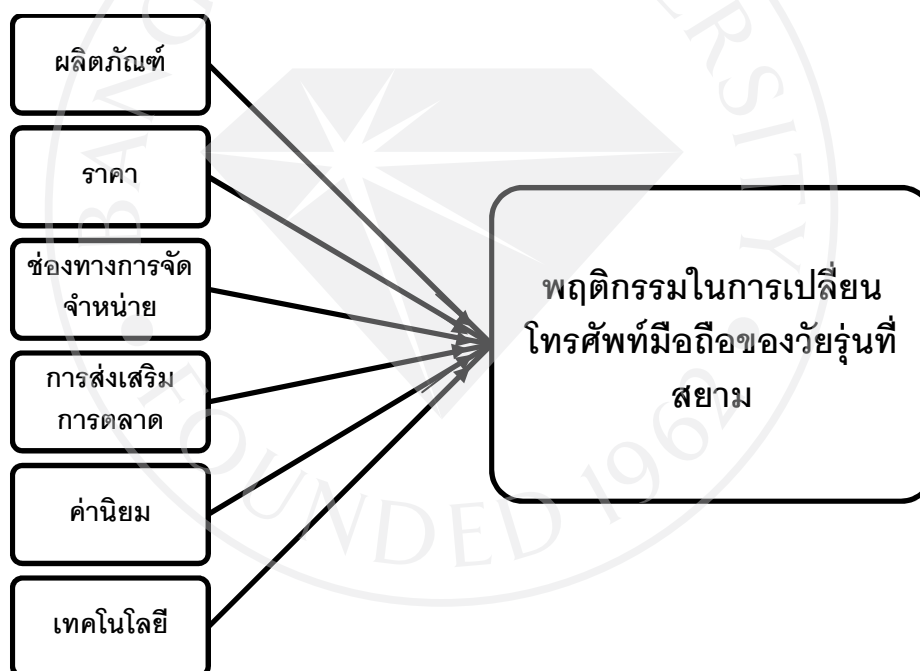 ผลิตภัณฑ์
ราคา
ช่องทางการจัด
จำหน่าย
การส่งเสริม
การตลาด
ค่านิยม
เทคโนโลยี
พฤติกรรมในการเปลี่ยน
โทรศัพท์มือถือของวัยรุ่นที่
สยาม
FOUNDED 1962